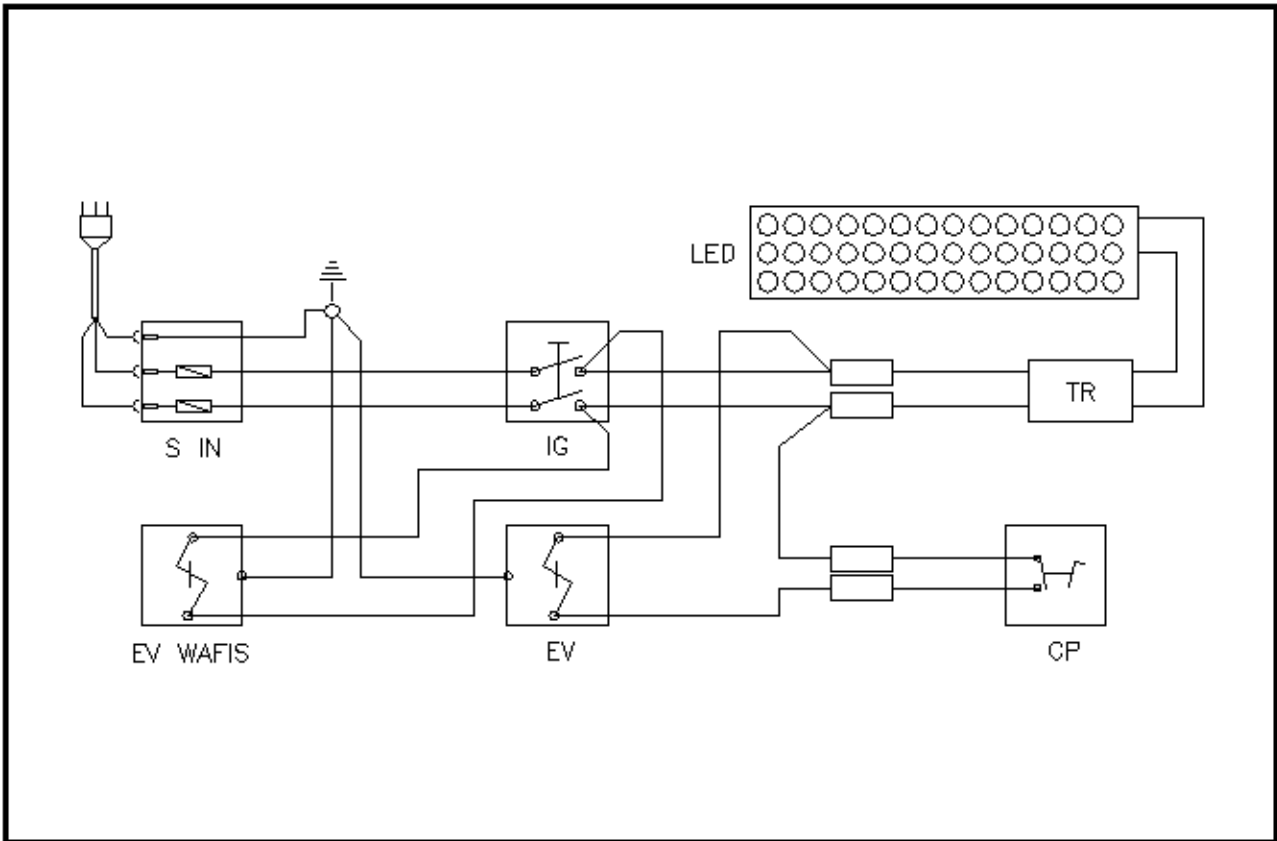 LED
TR
S IN
IG
EV WAFIS
EV
CP